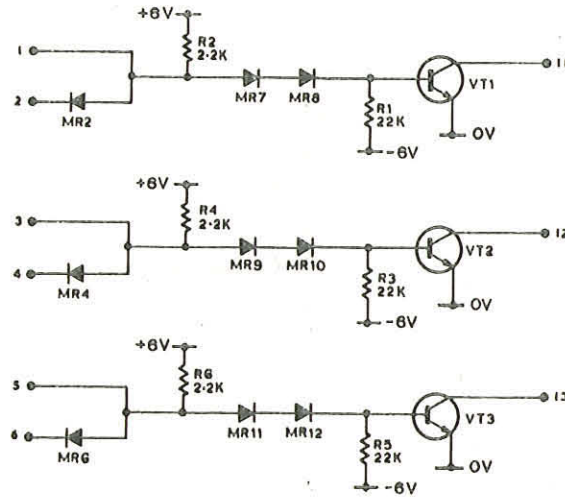 +6V
R2
2.2K
1
2
MR2
MR7
MR8
R1
22K
-6V
VT1
0V
11
+6V
R4
2.2K
3
4
MR4
MR9
MR10
R3
22K
-6V
VT2
0V
12
+6V
R6
2.2K
5
6
MR6
MR11
MR12
R5
22K
-6V
VT3
0V
13